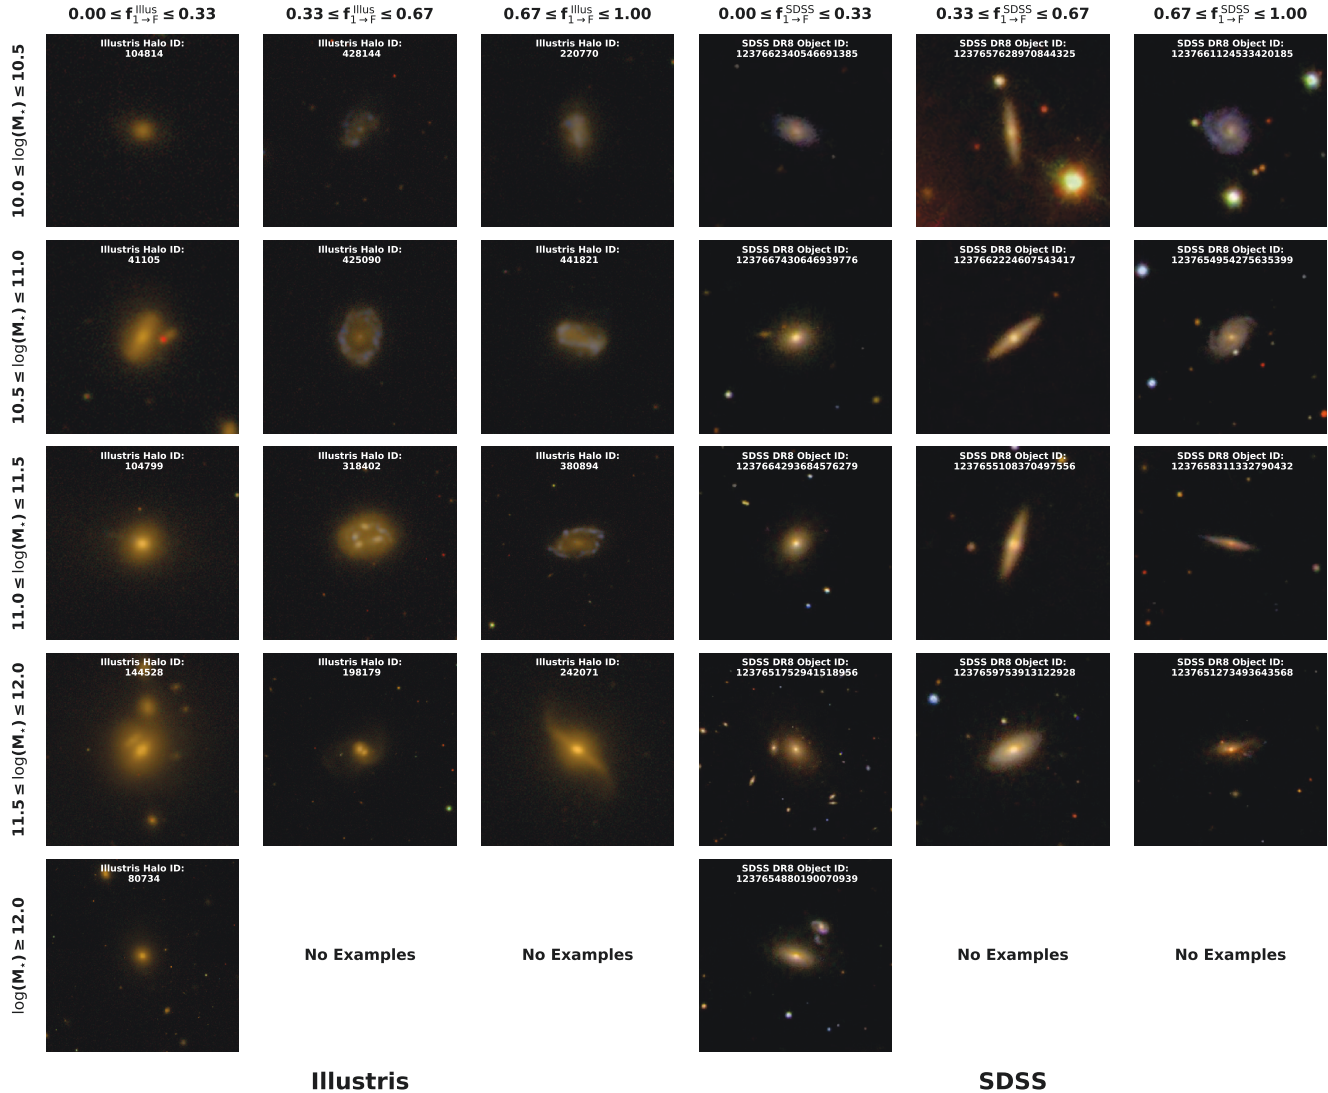 0.00 ≤ f^Illus_1→F ≤ 0.33
0.33 ≤ f^Illus_1→F ≤ 0.67
0.67 ≤ f^Illus_1→F ≤ 1.00
0.00 ≤ f^SDSS_1→F ≤ 0.33
0.33 ≤ f^SDSS_1→F ≤ 0.67
0.67 ≤ f^SDSS_1→F ≤ 1.00
10.0 ≤ log(M⋆) ≤ 10.5
Illustris Halo ID:
104814
Illustris Halo ID:
428144
Illustris Halo ID:
220770
SDSS DR8 Object ID:
1237662340546691385
SDSS DR8 Object ID:
1237657628970844325
SDSS DR8 Object ID:
1237661124533420185
10.5 ≤ log(M⋆) ≤ 11.0
Illustris Halo ID:
41105
Illustris Halo ID:
425090
Illustris Halo ID:
441821
SDSS DR8 Object ID:
1237667430646939776
SDSS DR8 Object ID:
1237662224607543417
SDSS DR8 Object ID:
1237654954275635399
11.0 ≤ log(M⋆) ≤ 11.5
Illustris Halo ID:
104799
Illustris Halo ID:
318402
Illustris Halo ID:
380894
SDSS DR8 Object ID:
1237664293684576279
SDSS DR8 Object ID:
1237655108370497556
SDSS DR8 Object ID:
1237658311332790432
11.5 ≤ log(M⋆) ≤ 12.0
Illustris Halo ID:
144528
Illustris Halo ID:
198179
Illustris Halo ID:
242071
SDSS DR8 Object ID:
1237651752941518956
SDSS DR8 Object ID:
1237659753913122928
SDSS DR8 Object ID:
1237651273493643568
log(M⋆) ≥ 12.0
Illustris Halo ID:
80734
No Examples
No Examples
SDSS DR8 Object ID:
1237654880190070939
No Examples
No Examples
Illustris
SDSS